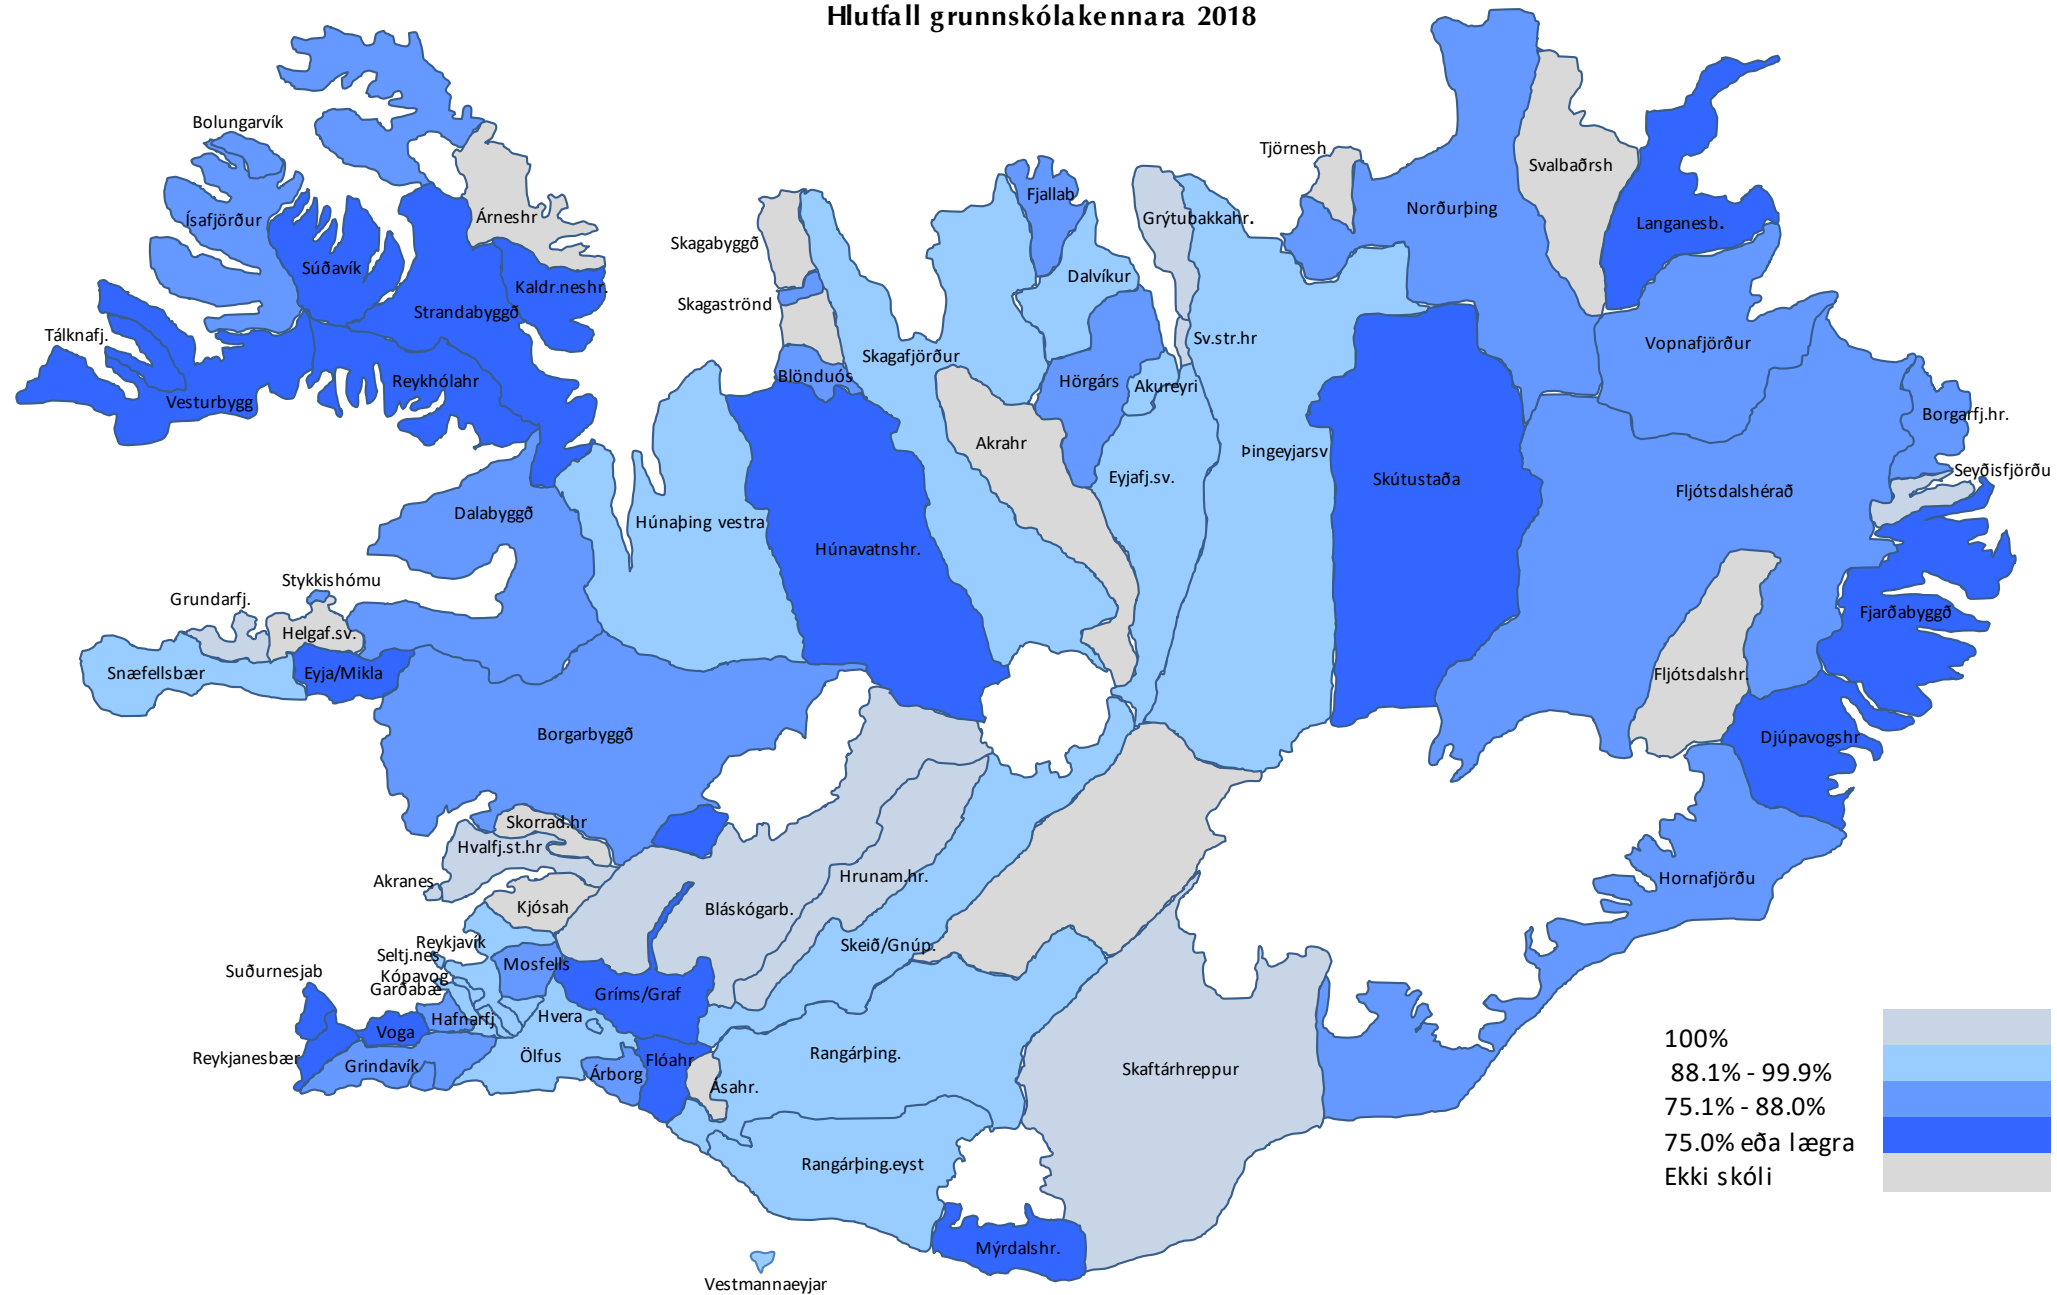 Hlutfall grunnskólakennara 2018
Bolungarvík
Tjörnesh
Svalbaðrsh
Fjallab
Norðurþing
Ísafjörður
Árneshr
Grýtubakkahr.
Langanesb.
Skagabyggð
Súðavík
Dalvíkur
Kaldr.neshr.
Skagaströnd
Strandabyggð
Tálknafj.
Sv.str.hr
Vopnafjörður
Skagafjörður
Blönduós
Reykhólahr
Hörgárs
Akureyri
Vesturbygg
Borgarfj.hr.
Akrahr
Þingeyjarsv
Seyðisfjörðu
Eyjafj.sv.
Skútustaða
Fljótsdalshérað
Dalabyggð
Húnaþing vestra
Húnavatnshr.
Stykkishómu
Grundarfj.
Fjarðabyggð
Helgaf.sv.
Snæfellsbær
Eyja/Mikla
Fljótsdalshr.
Borgarbyggð
Djúpavogshr
Skorrad.hr
Hvalfj.st.hr
Akranes
Hrunam.hr.
Hornafjörðu
Kjósah
Bláskógarb.
Reykjavík
Skeið/Gnúp.
Seltj.nes
Mosfells
Suðurnesjab
Kópavog
Garðabæ
Gríms/Graf
Hafnarfj
Hvera
Voga
Reykjanesbær
Grindavík
Ölfus
Flóahr
Rangárþing.
Árborg
Ásahr.
Skaftárhreppur
Rangárþing.eyst
Mýrdalshr.
Vestmannaeyjar
100%
88.1% - 99.9%
75.1% - 88.0%
75.0% eða lægra
Ekki skóli